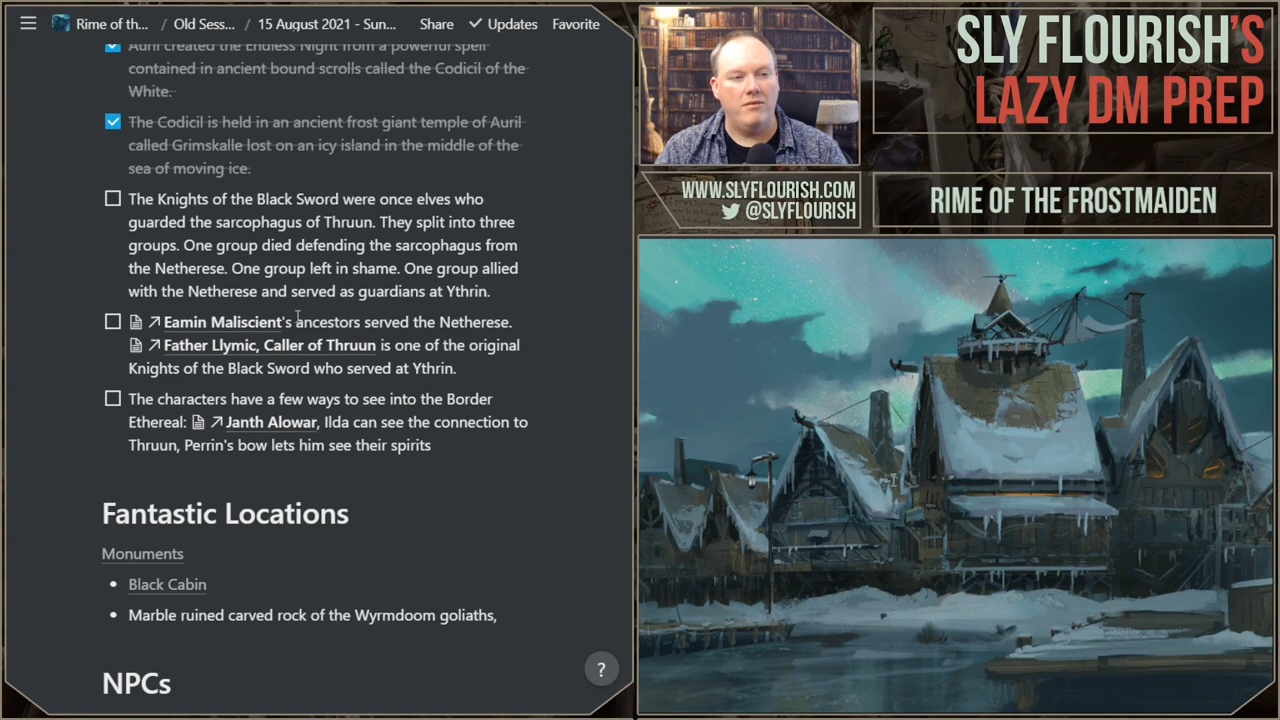 Rime of th... / Old Sess... / 15 August 2021 - Sun... Share Updates Favorite
Auril created the Endless Night from a powerful spell
contained in ancient bound scrolls called the Codicil of the
White.
The Codicil is held in an ancient frost giant temple of Auril
called Grimskalle lost on an icy island in the middle of the
sea of moving ice.
The Knights of the Black Sword were once elves who
guarded the sarcophagus of Thruun. They split into three
groups. One group died defending the sarcophagus from
the Netherese. One group left in shame. One group allied
with the Netherese and served as guardians at Ythrin.
Eamin Maliscient's ancestors served the Netherese.
Father Llymic, Caller of Thruun is one of the original
Knights of the Black Sword who served at Ythrin.
The characters have a few ways to see into the Border
Ethereal: Janth Alowar, Ilda can see the connection to
Thruun, Perrin's bow lets him see their spirits
Fantastic Locations
Monuments
• Black Cabin
• Marble ruined carved rock of the Wyrmdoom goliaths,
NPCs
?
SLY FLOURISH'S
LAZY DM PREP
WWW.SLYFLOURISH.COM
@SLYFLOURISH
RIME OF THE FROSTMAIDEN